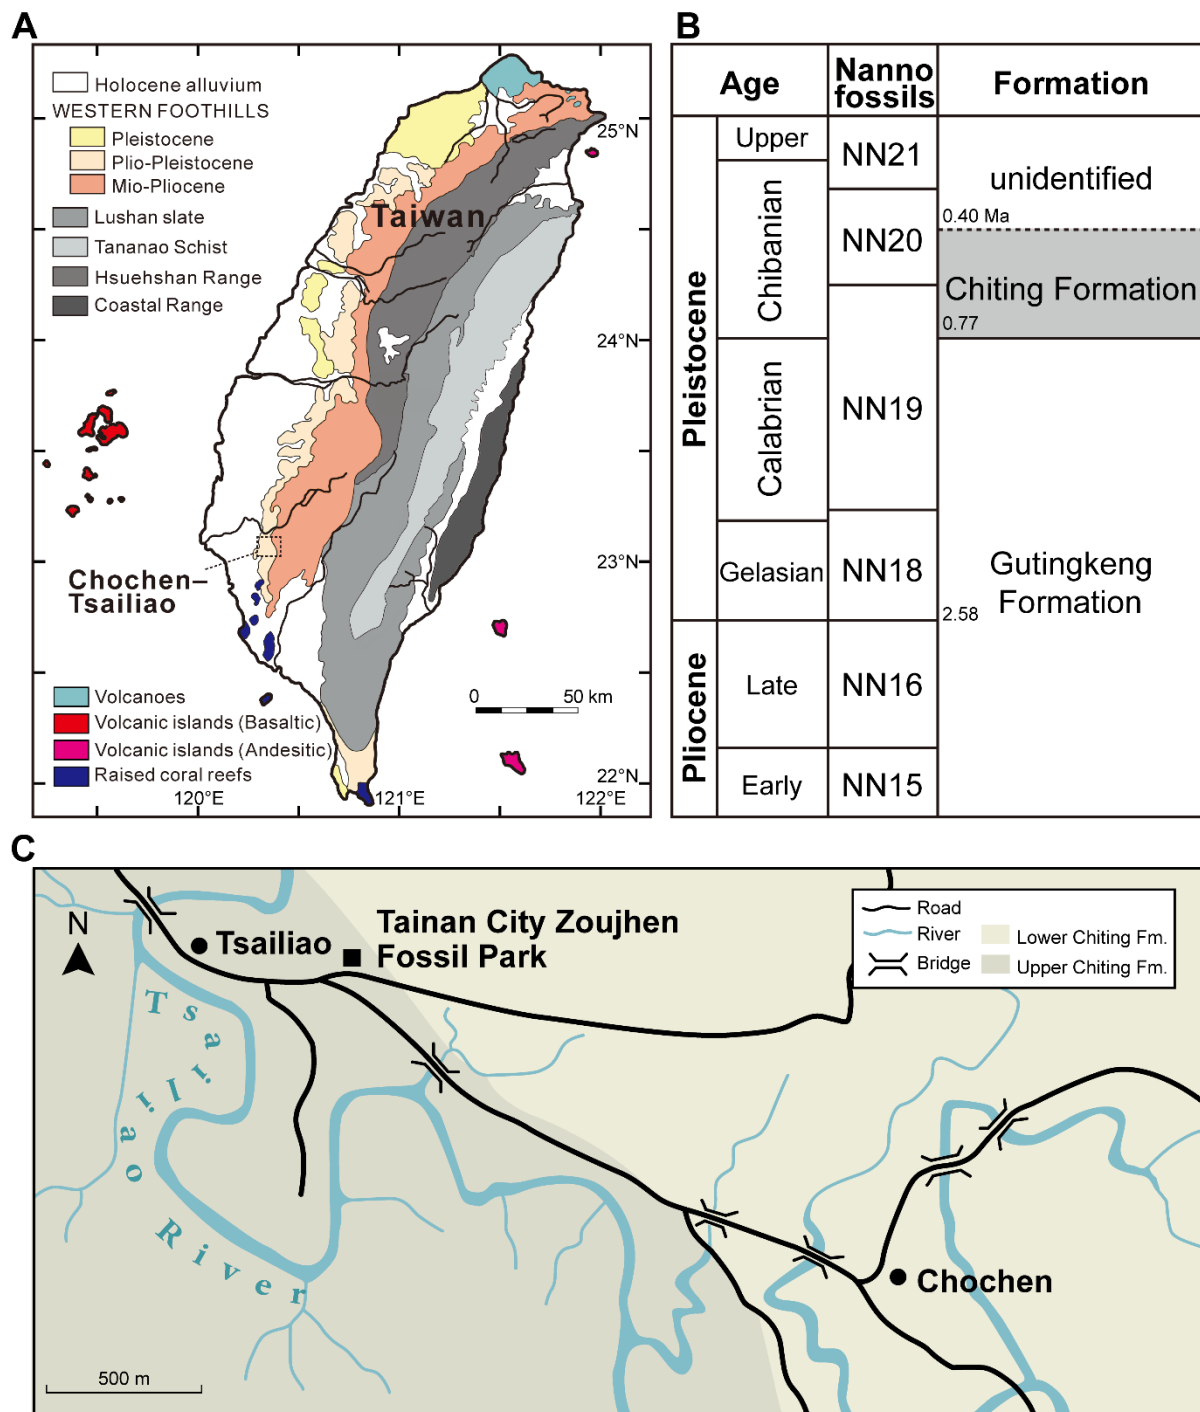 A
Holocene alluvium
WESTERN FOOTHILLS
Pleistocene
Plio-Pleistocene
Mio-Pliocene
Lushan slate
Tananao Schist
Hsuehshan Range
Coastal Range
Taiwan
25°N
24°N
23°N
22°N
Chochen–
Tsailiao
Volcanoes
Volcanic islands (Basaltic)
Volcanic islands (Andesitic)
Raised coral reefs
0 50 km
120°E 121°E 122°E
B
Age
Nanno
fossils
Formation
Pleistocene
Upper
Chibanian
Calabrian
Gelasian
Pliocene
Late
Early
NN21
NN20
NN19
NN18
NN16
NN15
unidentified
0.40 Ma
Chiting Formation
0.77
Gutingkeng
Formation
2.58
C
N
Tsailiao
Tainan City Zoujhen
Fossil Park
Road
River
Bridge
Lower Chiting Fm.
Upper Chiting Fm.
Tsailiao River
Chochen
500 m